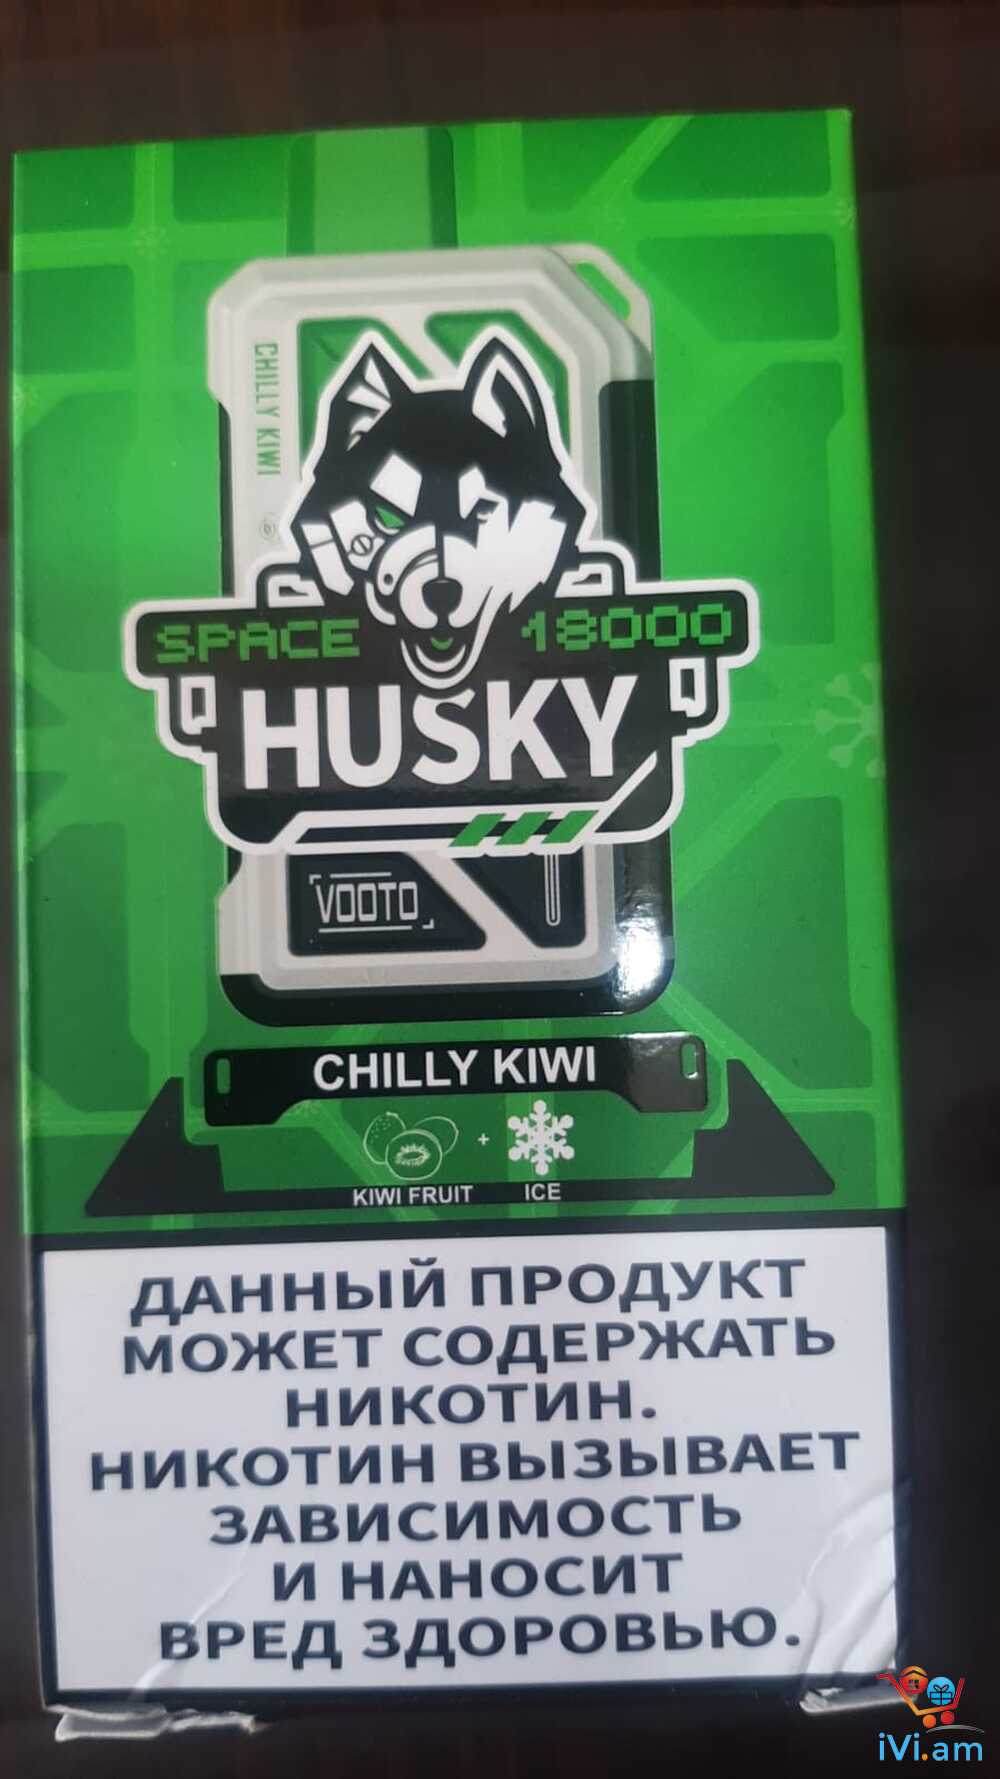 CHILLY KIWI
SPACE 18000
HUSKY
VOOTO
CHILLY KIWI
+
KIWI FRUIT ICE
ДАННЫЙ ПРОДУКТ
МОЖЕТ СОДЕРЖАТЬ
НИКОТИН.
НИКОТИН ВЫЗЫВАЕТ
ЗАВИСИМОСТЬ
И НАНОСИТ
ВРЕД ЗДОРОВЬЮ.
iVi.am